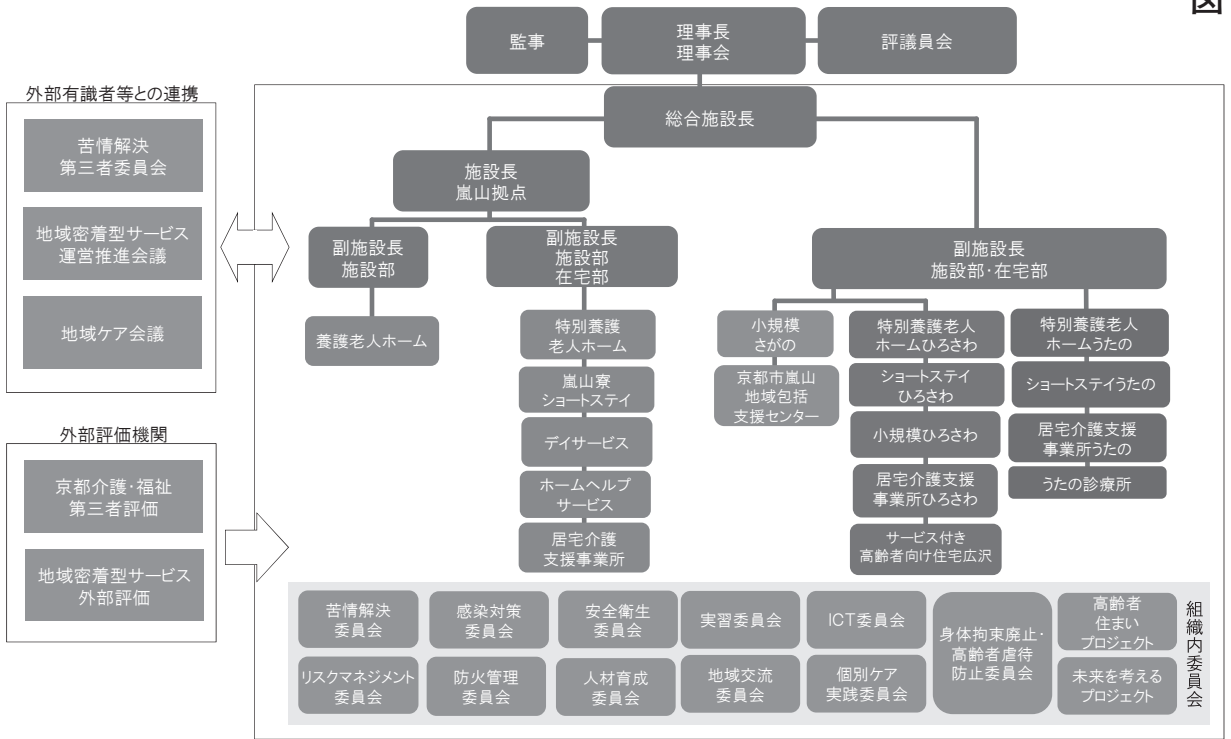 図
監事
理事長
理事会
評議員会
外部有識者等との連携
苦情解決
第三者委員会
地域密着型サービス
運営推進会議
地域ケア会議
外部評価機関
京都介護・福祉
第三者評価
地域密着型サービス
外部評価
総合施設長
施設長
嵐山拠点
副施設長
施設部
副施設長
施設部
在宅部
副施設長
施設部・在宅部
養護老人ホーム
特別養護
老人ホーム
嵐山寮
ショートステイ
デイサービス
ホームヘルプ
サービス
居宅介護
支援事業所
小規模
さがの
京都市嵐山
地域包括
支援センター
特別養護老人
ホームひろさわ
ショートステイ
ひろさわ
小規模ひろさわ
居宅介護支援
事業所ひろさわ
サービス付き
高齢者向け住宅広沢
特別養護老人
ホームうたの
ショートステイうたの
居宅介護支援
事業所うたの
うたの診療所
苦情解決
委員会
感染対策
委員会
安全衛生
委員会
実習委員会
ICT委員会
身体拘束廃止・
高齢者虐待
防止委員会
高齢者
住まい
プロジェクト
リスクマネジメント
委員会
防火管理
委員会
人材育成
委員会
地域交流
委員会
個別ケア
実践委員会
未来を考える
プロジェクト
組織内委員会